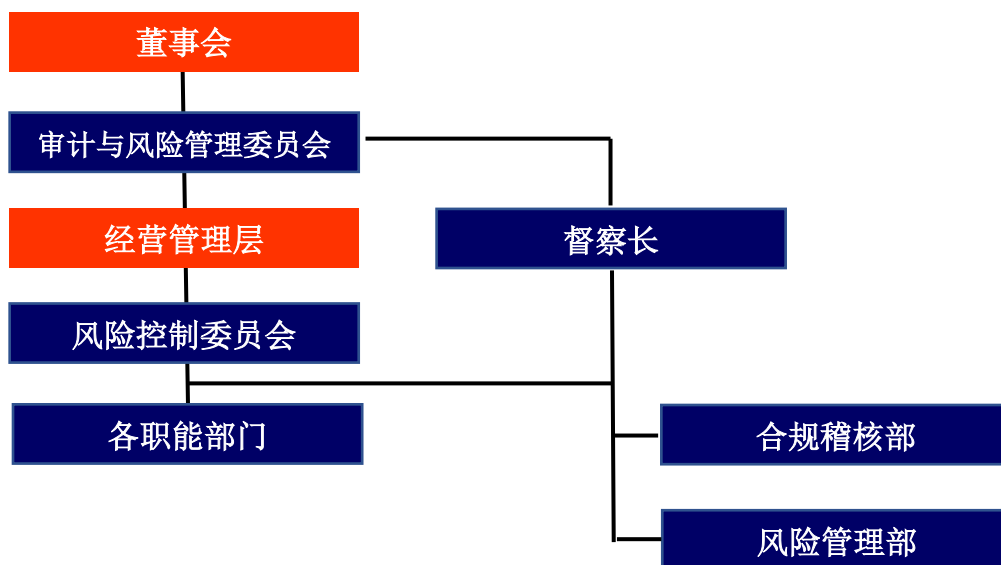 董事会
审计与风险管理委员会
经营管理层
督察长
风险控制委员会
各职能部门
合规稽核部
风险管理部